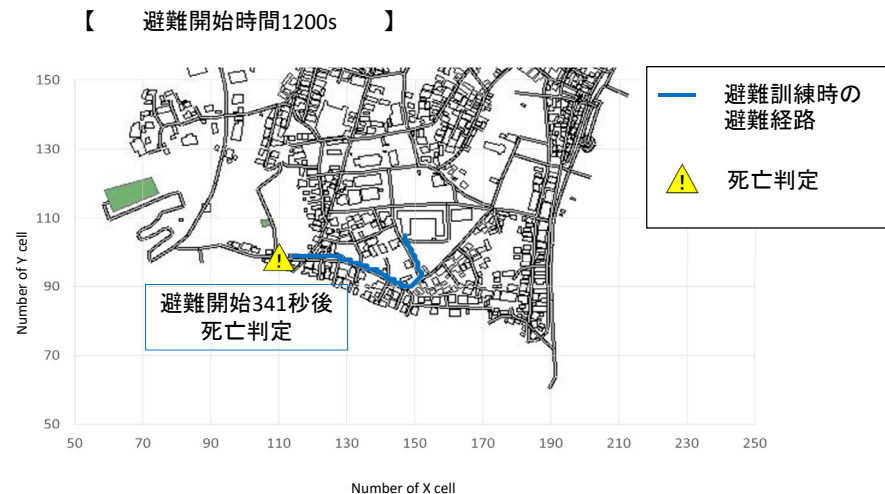 【 避難開始時間1200s 】
150
130
110
90
70
50
50 70 90 110 130 150 170 190 210 230 250
Number of Y cell
Number of X cell
避難訓練時の
避難経路
!
死亡判定
!
避難開始341秒後
死亡判定